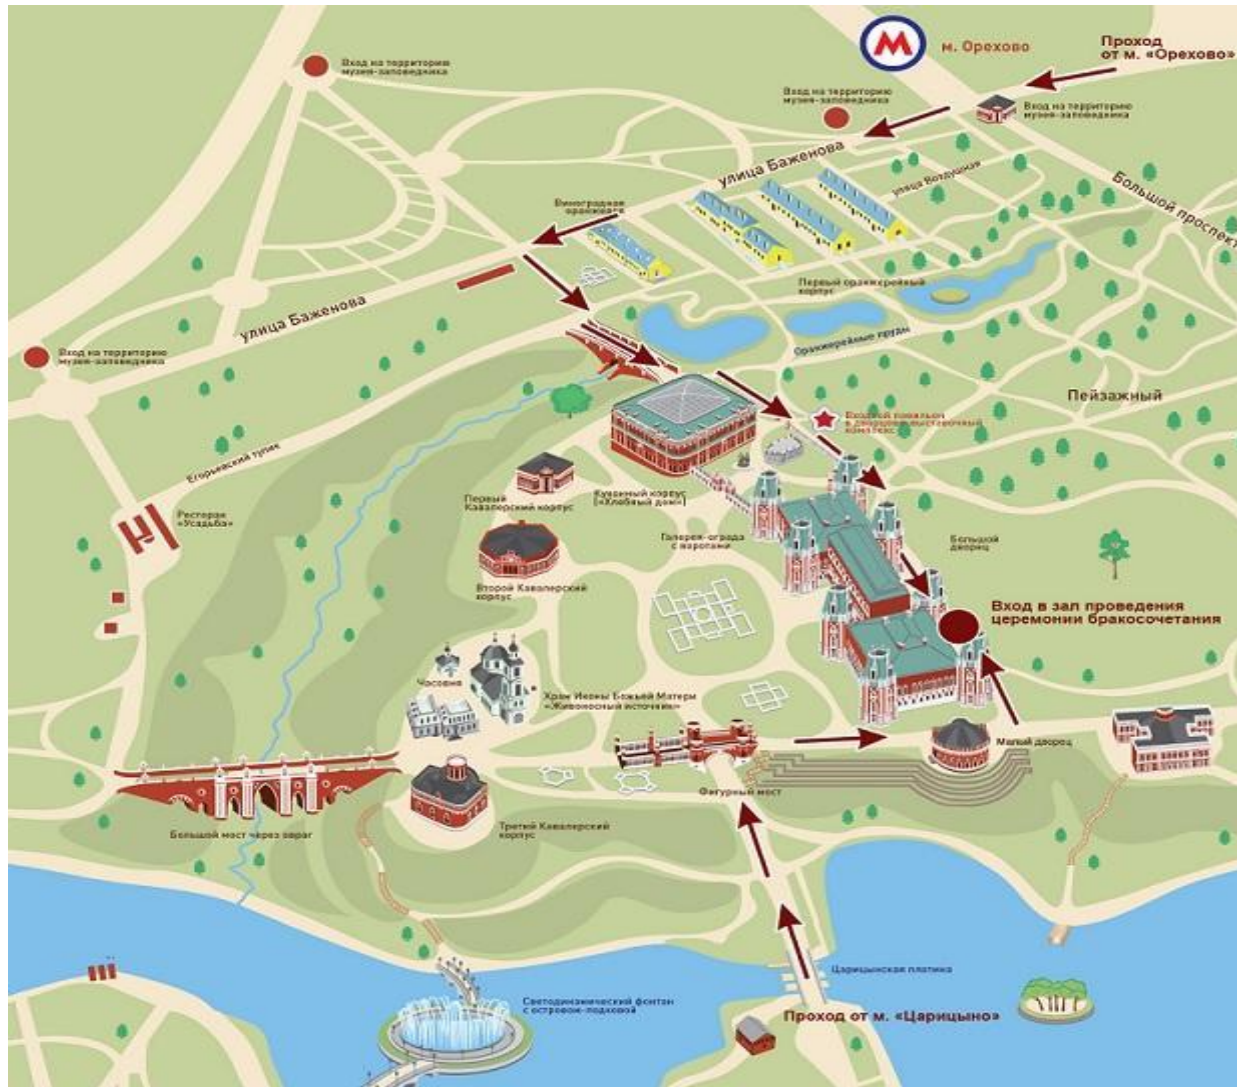 М
м. Орехово
Проход
от м. «Орехово»
Вход на территорию
музея-заповедника
Вход на территорию
музея-заповедника
Вход на территорию
музея-заповедника
улица Баженова
улица Воздушная
Большой проспект
Виноградная
оранжерея
Первый оранжерейный
корпус
улица Баженова
Оранжерейные пруды
Вход на территорию
музея-заповедника
Пейзажный
Входной павильон
в дворцово-выставочный
комплекс
Егорьевский тупик
Первый
Кавалерский корпус
Кухонный корпус
(«Хлебный дом»)
Ресторан
«Усадьба»
Галерея-ограда
с воротами
Большой
дворец
Второй Кавалерский
корпус
Вход в зал проведения
церемонии бракосочетания
Часовня
Храм Иконы Божьей Матери
«Живоносный источник»
Малый дворец
Фигурный мост
Большой мост через овраг
Третий Кавалерский
корпус
Царицынская плотина
Светодинамический фонтан
с островом-подковой
Проход от м. «Царицыно»